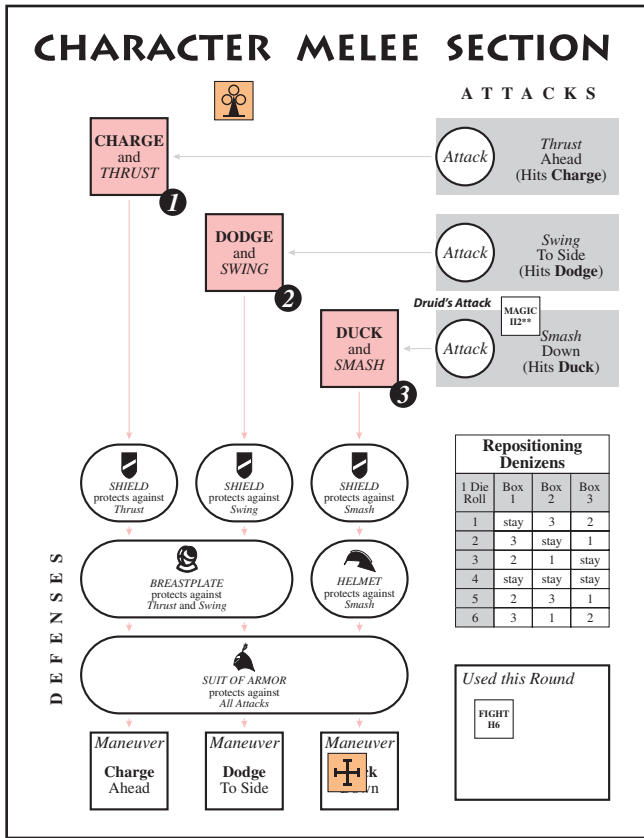 CHARACTER MELEE SECTION
ATTACKS
CHARGE
and
THRUST
1
Attack
Thrust
Ahead
(Hits Charge)
DODGE
and
SWING
2
Attack
Swing
To Side
(Hits Dodge)
Druid's Attack
MAGIC
II2**
DUCK
and
SMASH
3
Attack
Smash
Down
(Hits Duck)
DEFENSES
SHIELD
protects against
Thrust
SHIELD
protects against
Swing
SHIELD
protects against
Smash
BREASTPLATE
protects against
Thrust and Swing
HELMET
protects against
Smash
SUIT OF ARMOR
protects against
All Attacks
Maneuver
Charge
Ahead
Maneuver
Dodge
To Side
Maneuver
Repositioning
Denizens
1 Die Roll Box 1 Box 2 Box 3
1 stay 3 2
2 3 stay 1
3 2 1 stay
4 stay stay stay
5 2 3 1
6 3 1 2
Used this Round
FIGHT
H6